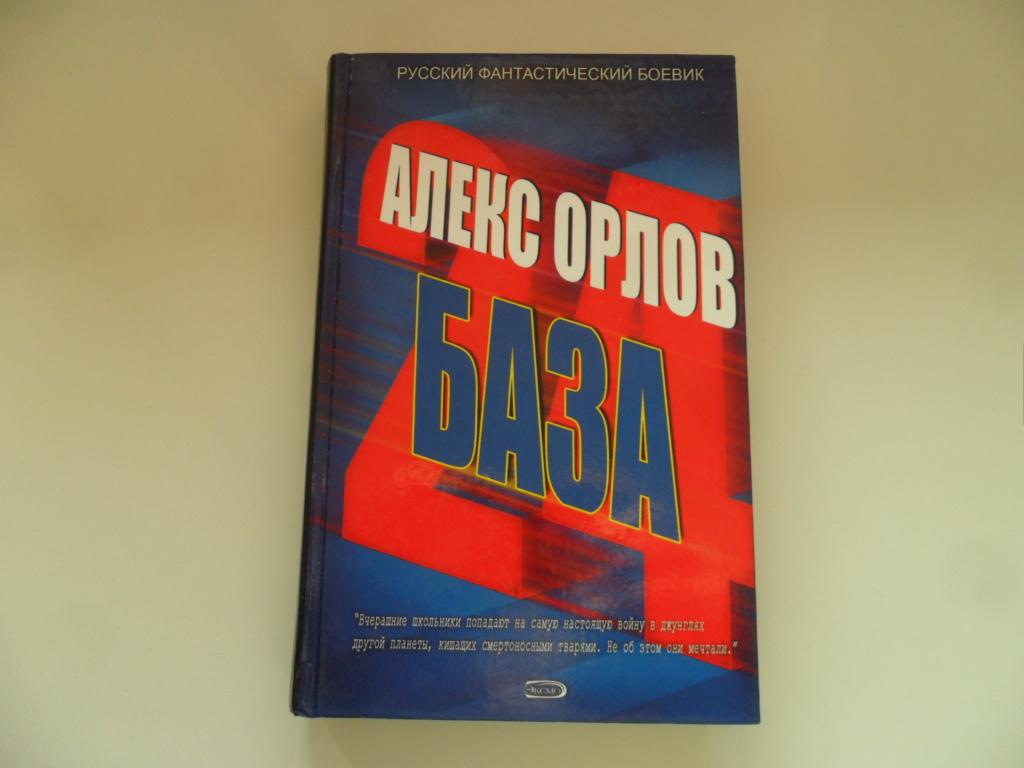 РУССКИЙ ФАНТАСТИЧЕСКИЙ БОЕВИК
АЛЕКС ОРЛОВ
24
БАЗА
"Вчерашние школьники попадают на самую настоящую войну в джунглях
другой планеты, кишащих смертоносными тварями. Не об этом они мечтали."
ЭКСМО